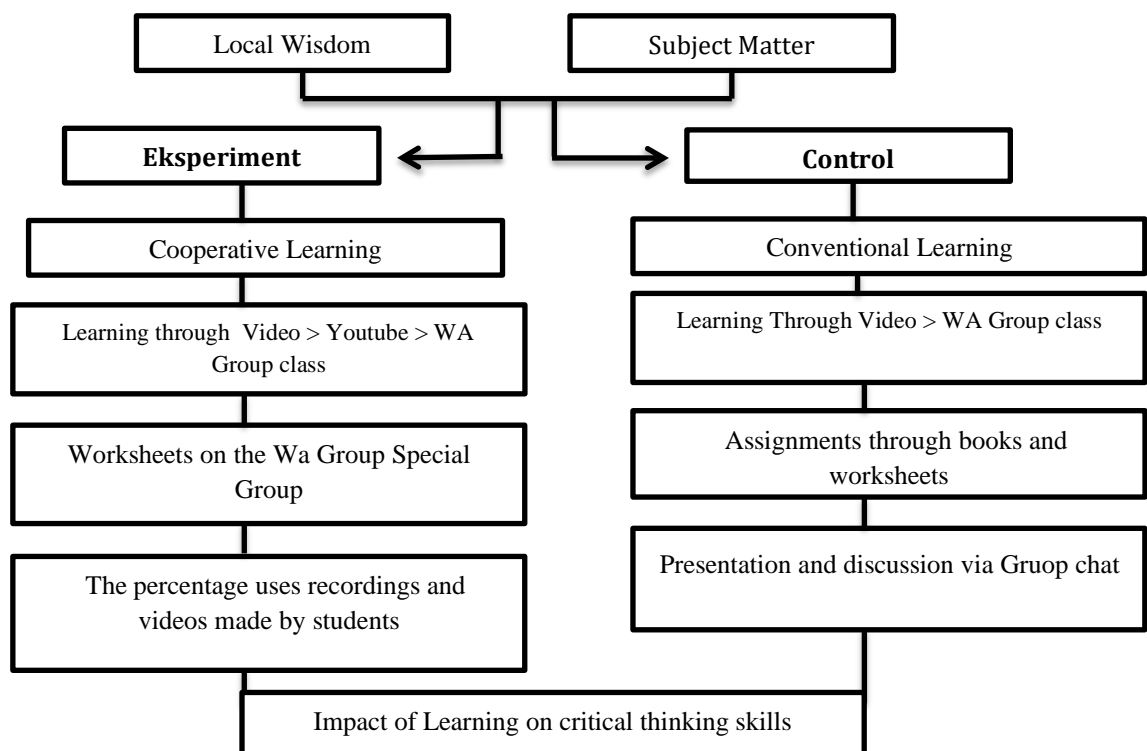 Local Wisdom
Subject Matter
Eksperiment
Control
Cooperative Learning
Conventional Learning
Learning through Video > Youtube > WA
Group class
Learning Through Video > WA Group class
Worksheets on the Wa Group Special
Group
Assignments through books and
worksheets
The percentage uses recordings and
videos made by students
Presentation and discussion via Gruop chat
Impact of Learning on critical thinking skills